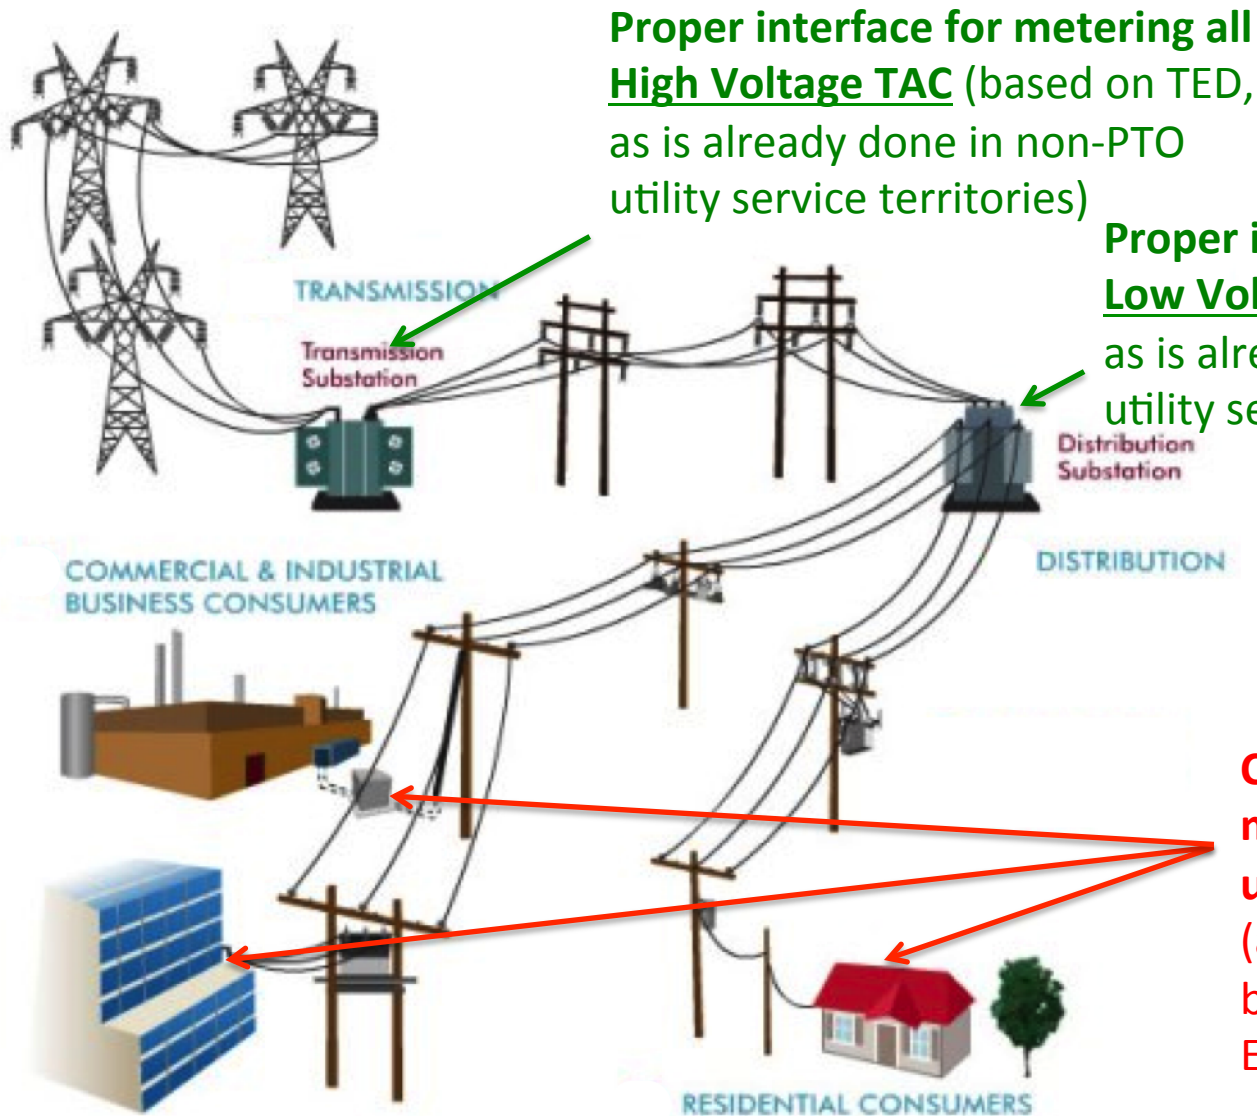 Proper interface for metering all
High Voltage TAC (based on TED,
as is already done in non-PTO
utility service territories)
Proper i
Low Vol
as is alre
utility se
TRANSMISSION
Transmission
Substation
Distribution
Substation
DISTRIBUTION
COMMERCIAL & INDUSTRIAL
BUSINESS CONSUMERS
C
u
(
b
E
RESIDENTIAL CONSUMERS